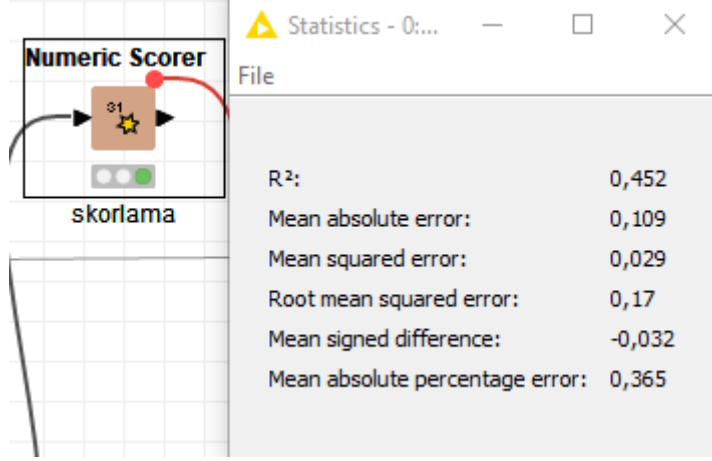 Numeric Scorer
skorlama
Statistics - 0:...
File
R²: 0,452
Mean absolute error: 0,109
Mean squared error: 0,029
Root mean squared error: 0,17
Mean signed difference: -0,032
Mean absolute percentage error: 0,365